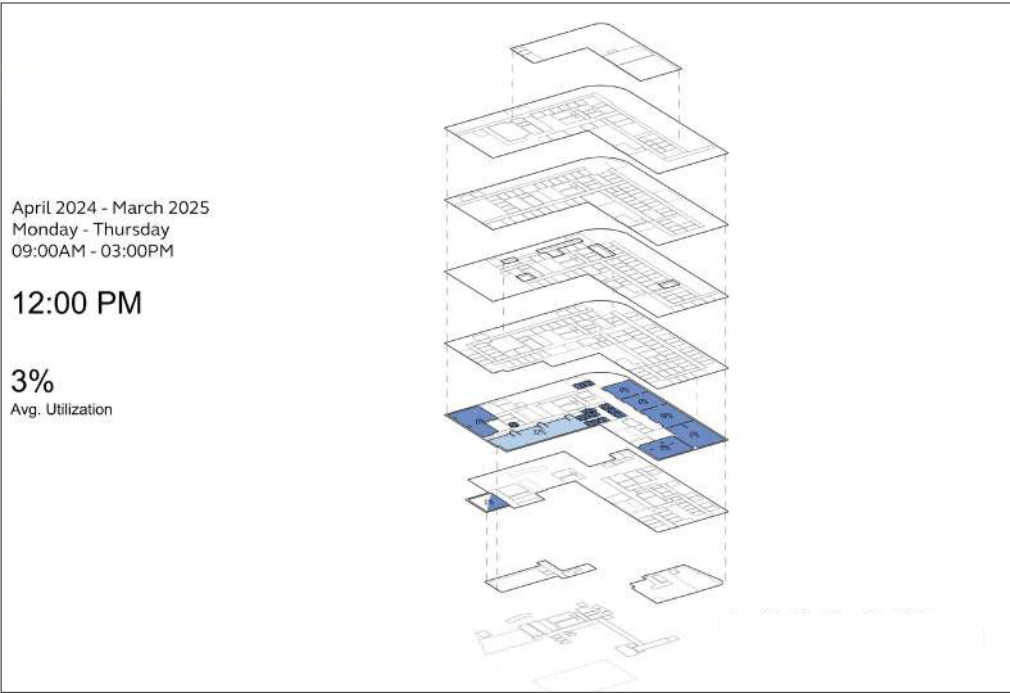 April 2024 - March 2025
Monday - Thursday
09:00AM - 03:00PM
12:00 PM
3%
Avg. Utilization